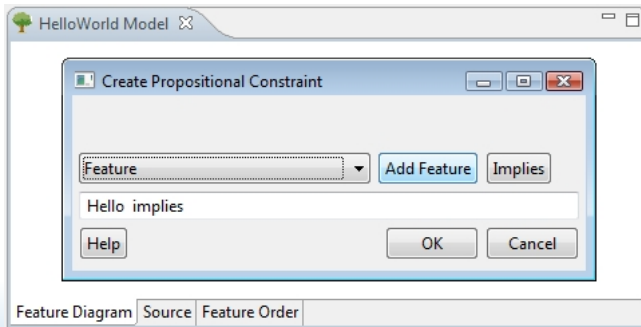 HelloWorld Model
Create Propositional Constraint
Feature Add Feature Implies
Hello implies
Help OK Cancel
Feature Diagram Source Feature Order